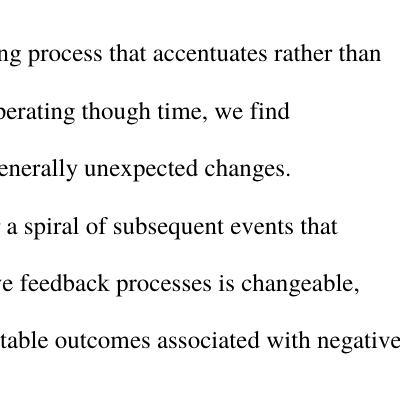 ng process that accentuates rather than
perating though time, we find
enerally unexpected changes.
a spiral of subsequent events that
ve feedback processes is changeable,
table outcomes associated with negative